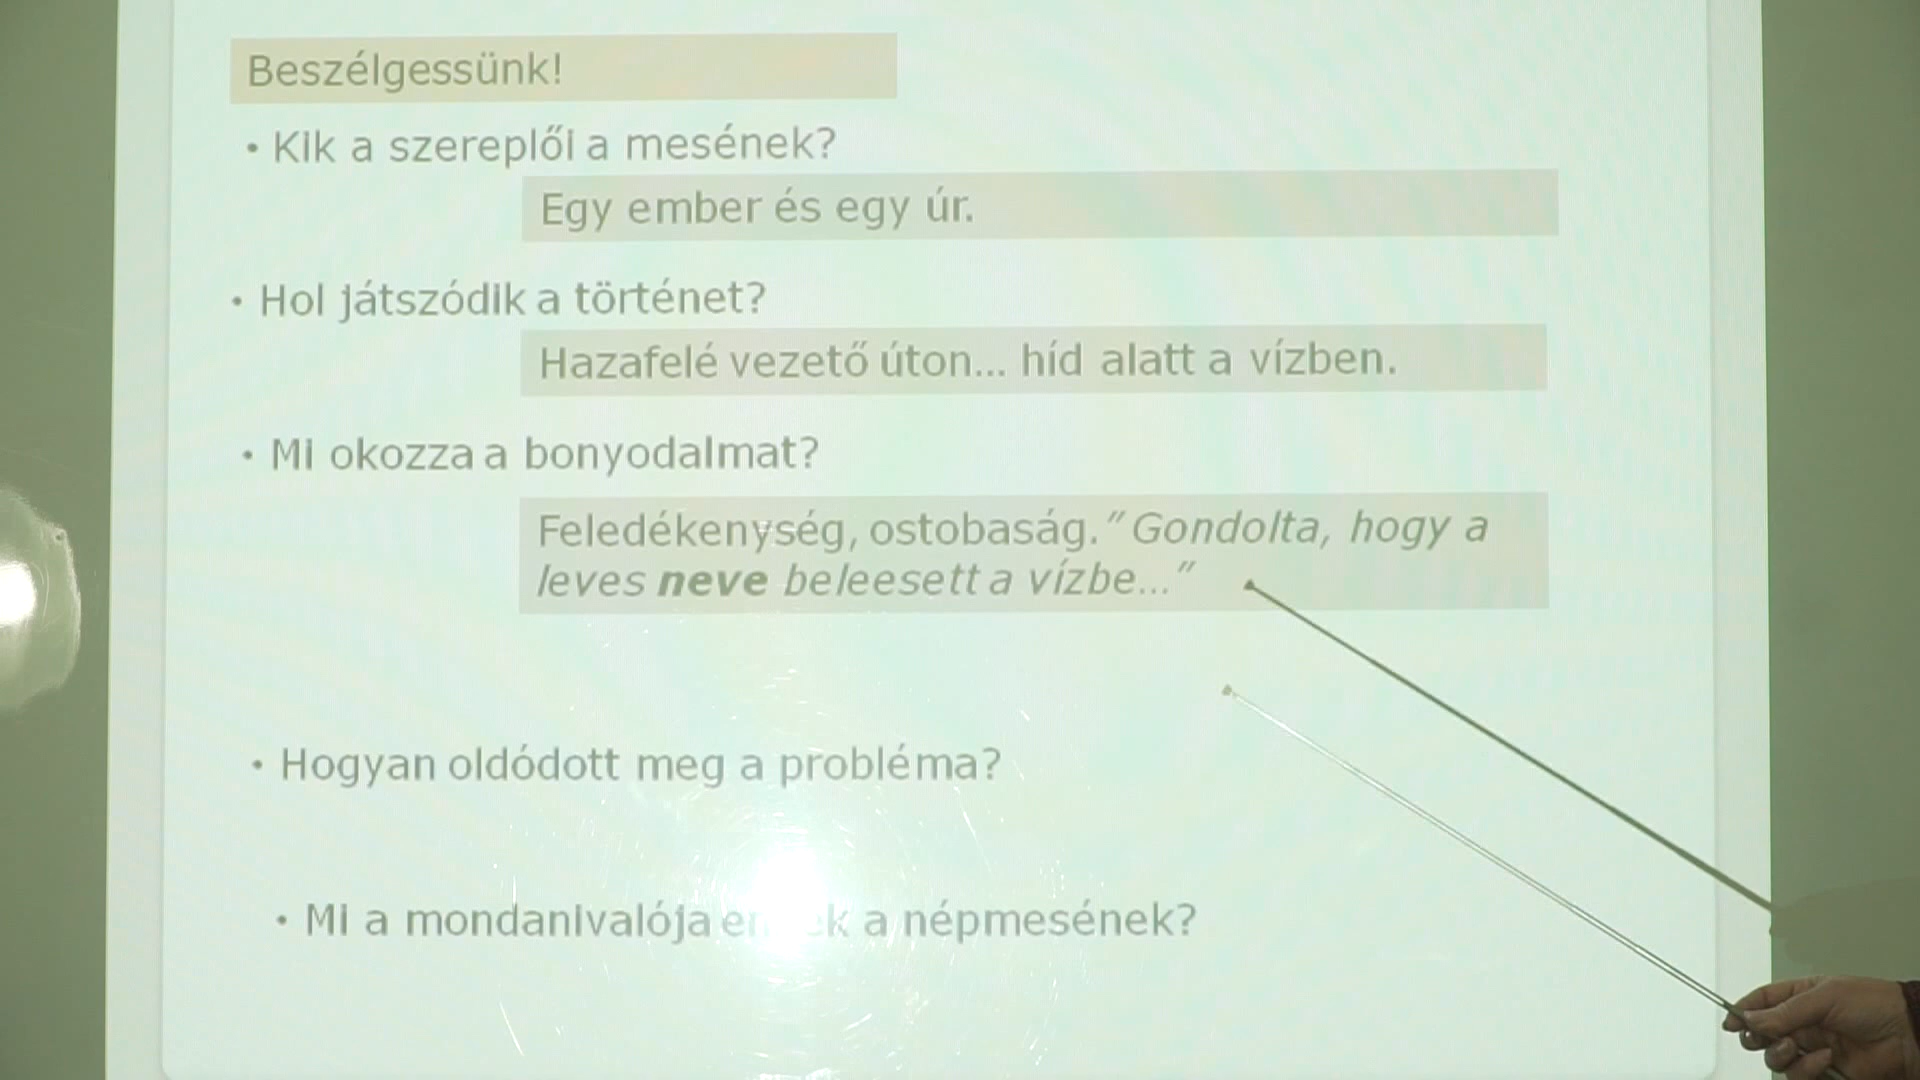 Beszélgessünk!
• Kik a szereplői a mesének?
Egy ember és egy úr.
• Hol játszódik a történet?
Hazafelé vezető úton... híd alatt a vízben.
• Mi okozza a bonyodalmat?
Feledékenység, ostobaság.”Gondolta, hogy a
leves neve beleesett a vízbe...”
• Hogyan oldódott meg a probléma?
• Mi a mondanivalója a népmesének?